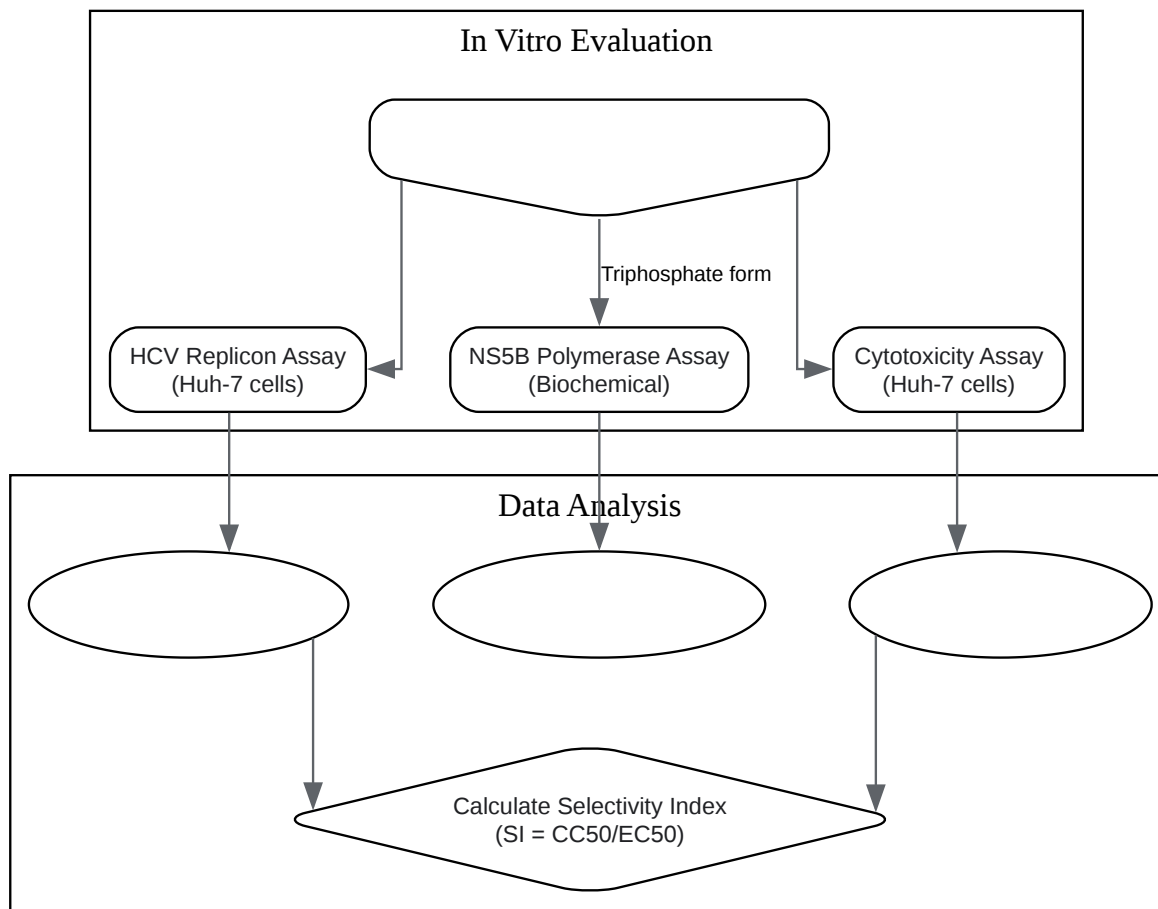 In Vitro Evaluation
Triphosphate form
HCV Replicon Assay
(Huh-7 cells)
NS5B Polymerase Assay
(Biochemical)
Cytotoxicity Assay
(Huh-7 cells)
Data Analysis
Calculate Selectivity Index
(SI = CC50/EC50)